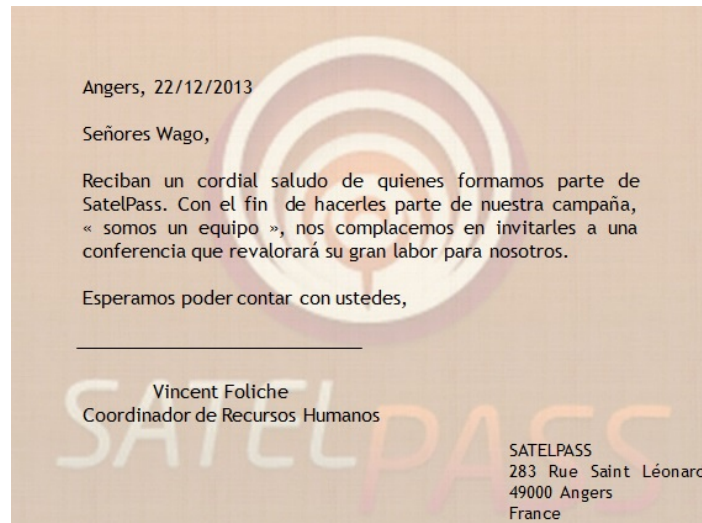 Angers, 22/12/2013
Señores Wago,
Reciban un cordial saludo de quienes formamos parte de
SatelPass. Con el fin de hacerles parte de nuestra campaña,
« somos un equipo », nos complacemos en invitarles a una
conferencia que revalorará su gran labor para nosotros.
Esperamos poder contar con ustedes,
Vincent Foliche
Coordinador de Recursos Humanos
SATELPASS
SATELPASS
283 Rue Saint Léonard
49000 Angers
France